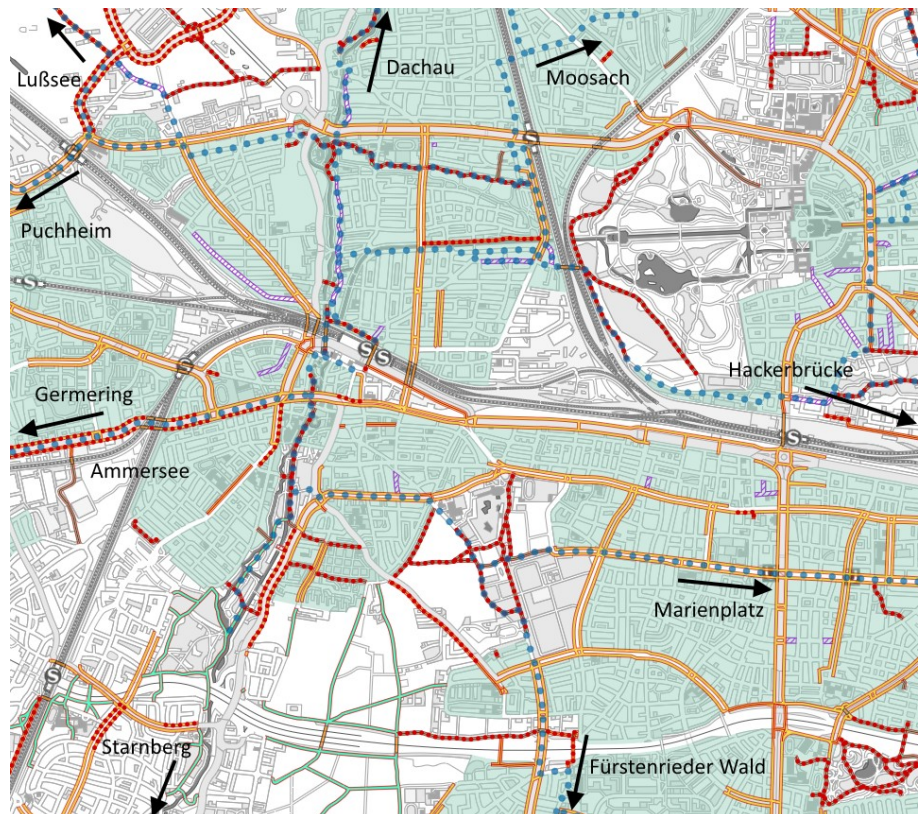 Lußsee
Dachau
Moosach
S
S
Puchheim
S
S S
S
Hackerbrücke
Germering
S
Ammersee
Marienplatz
S
Starnberg
Fürstenrieder Wald